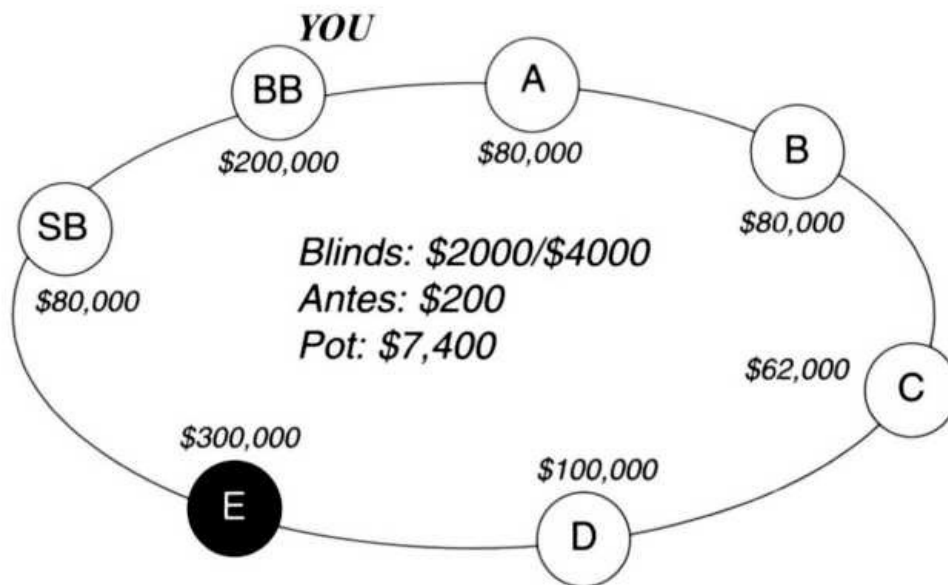 YOU
BB
$200,000
A
$80,000
B
$80,000
SB
$80,000
Blinds: $2000/$4000
Antes: $200
Pot: $7,400
C
$62,000
$300,000
E
$100,000
D